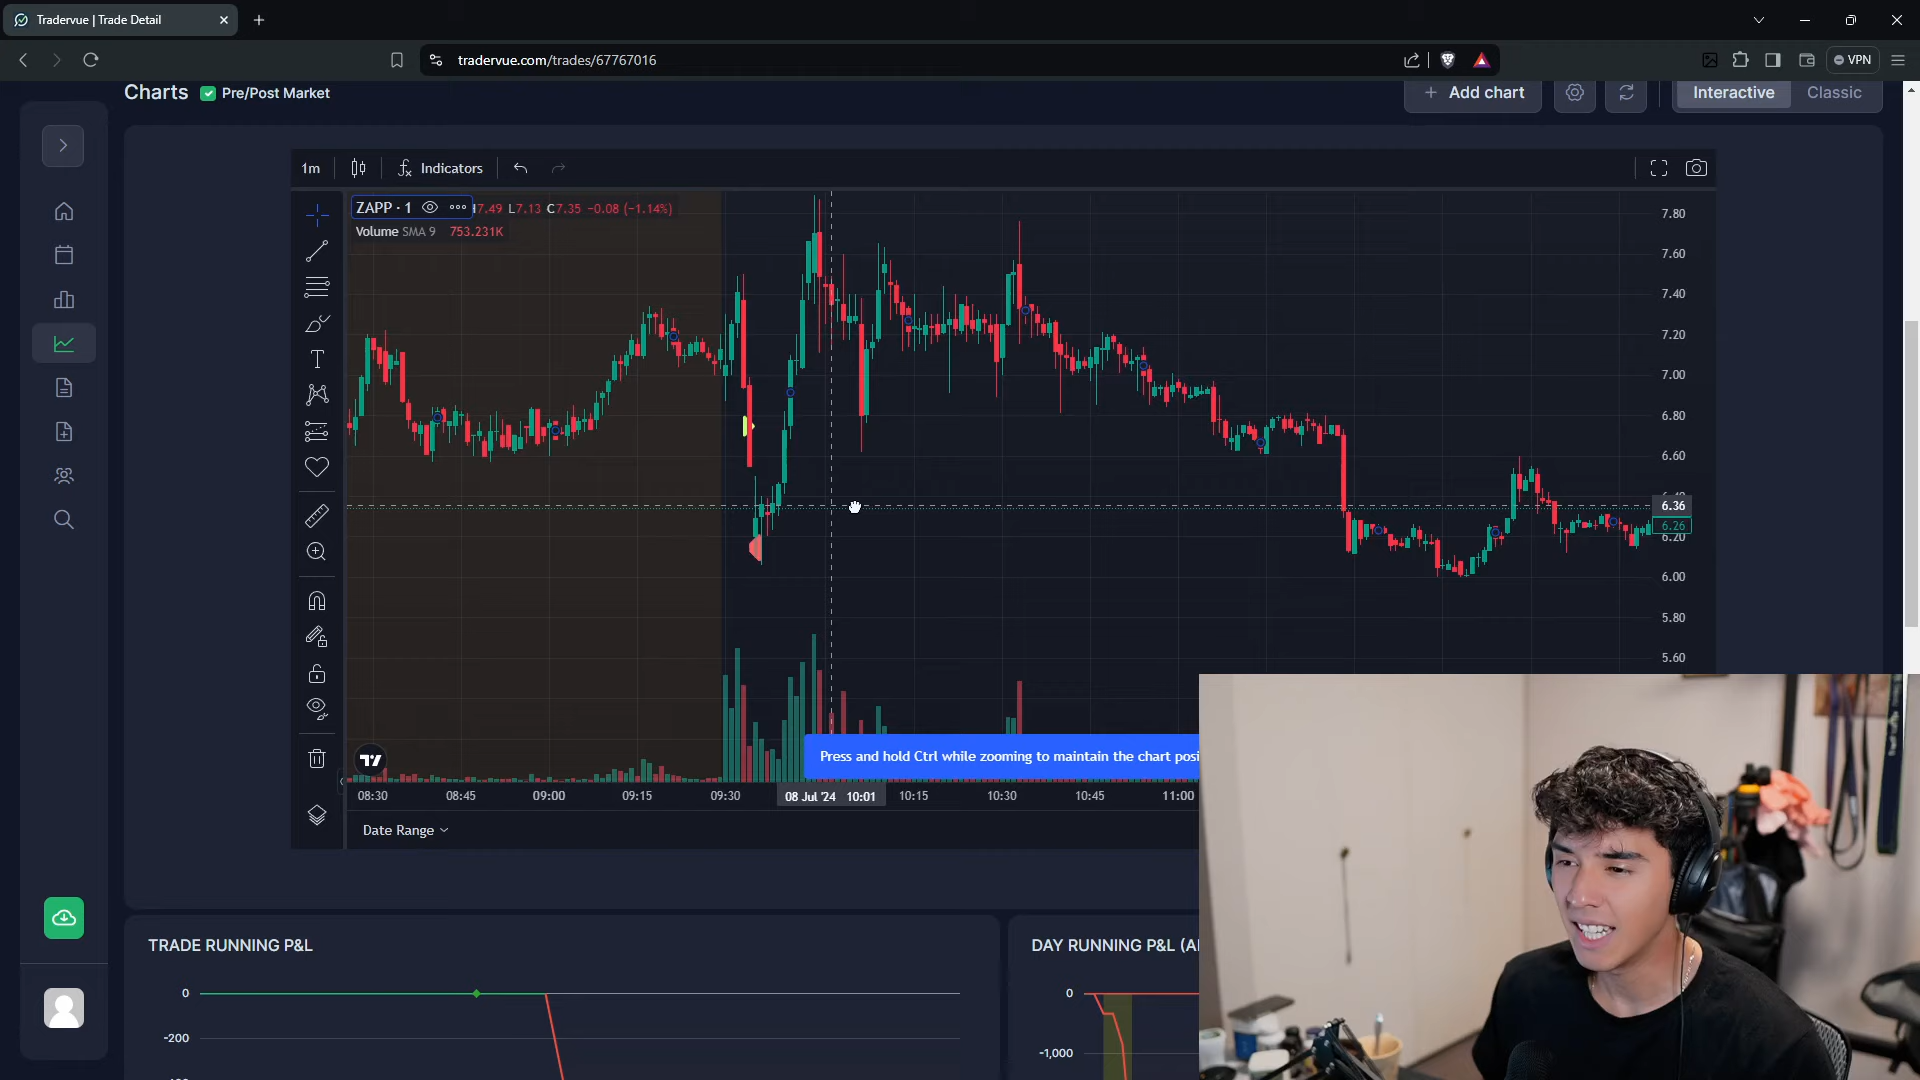 Tradervue | Trade Detail
tradervue.com/trades/67767016
VPN
Charts Pre/Post Market
Add chart
Interactive
Classic
1m
Indicators
ZAPP · 1
7.49 L7.13 C7.35 −0.08 (−1.14%)
Volume SMA 9 753.231K
7.80
7.60
7.40
7.20
7.00
6.80
6.60
6.36
6.26
6.20
6.00
5.80
5.60
Press and hold Ctrl while zooming to maintain the chart posi
08:30
08:45
09:00
09:15
09:30
08 Jul '24 10:01
10:15
10:30
10:45
11:00
Date Range
TRADE RUNNING P&L
0
-200
DAY RUNNING P&L
0
-1,000